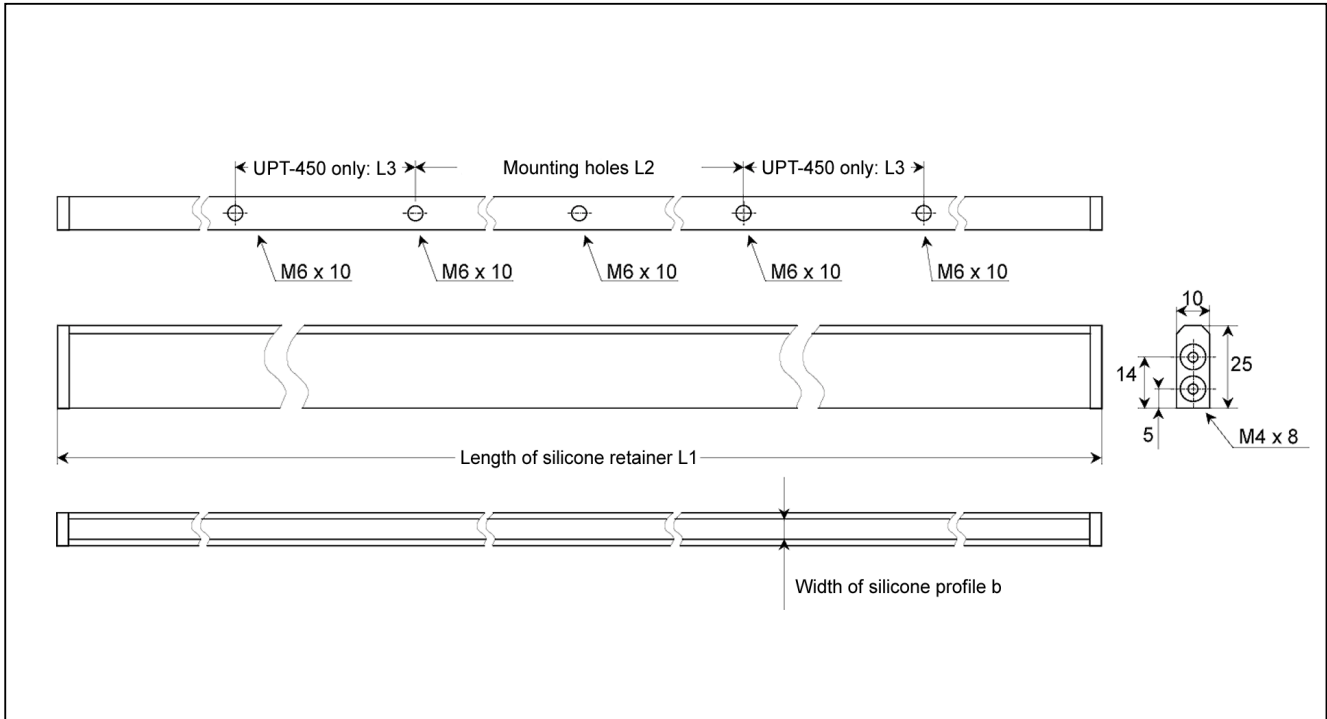 UPT-450 only: L3
Mounting holes L2
UPT-450 only: L3
M6 x 10
M6 x 10
M6 x 10
M6 x 10
M6 x 10
10
14
25
5
M4 x 8
Length of silicone retainer L1
Width of silicone profile b